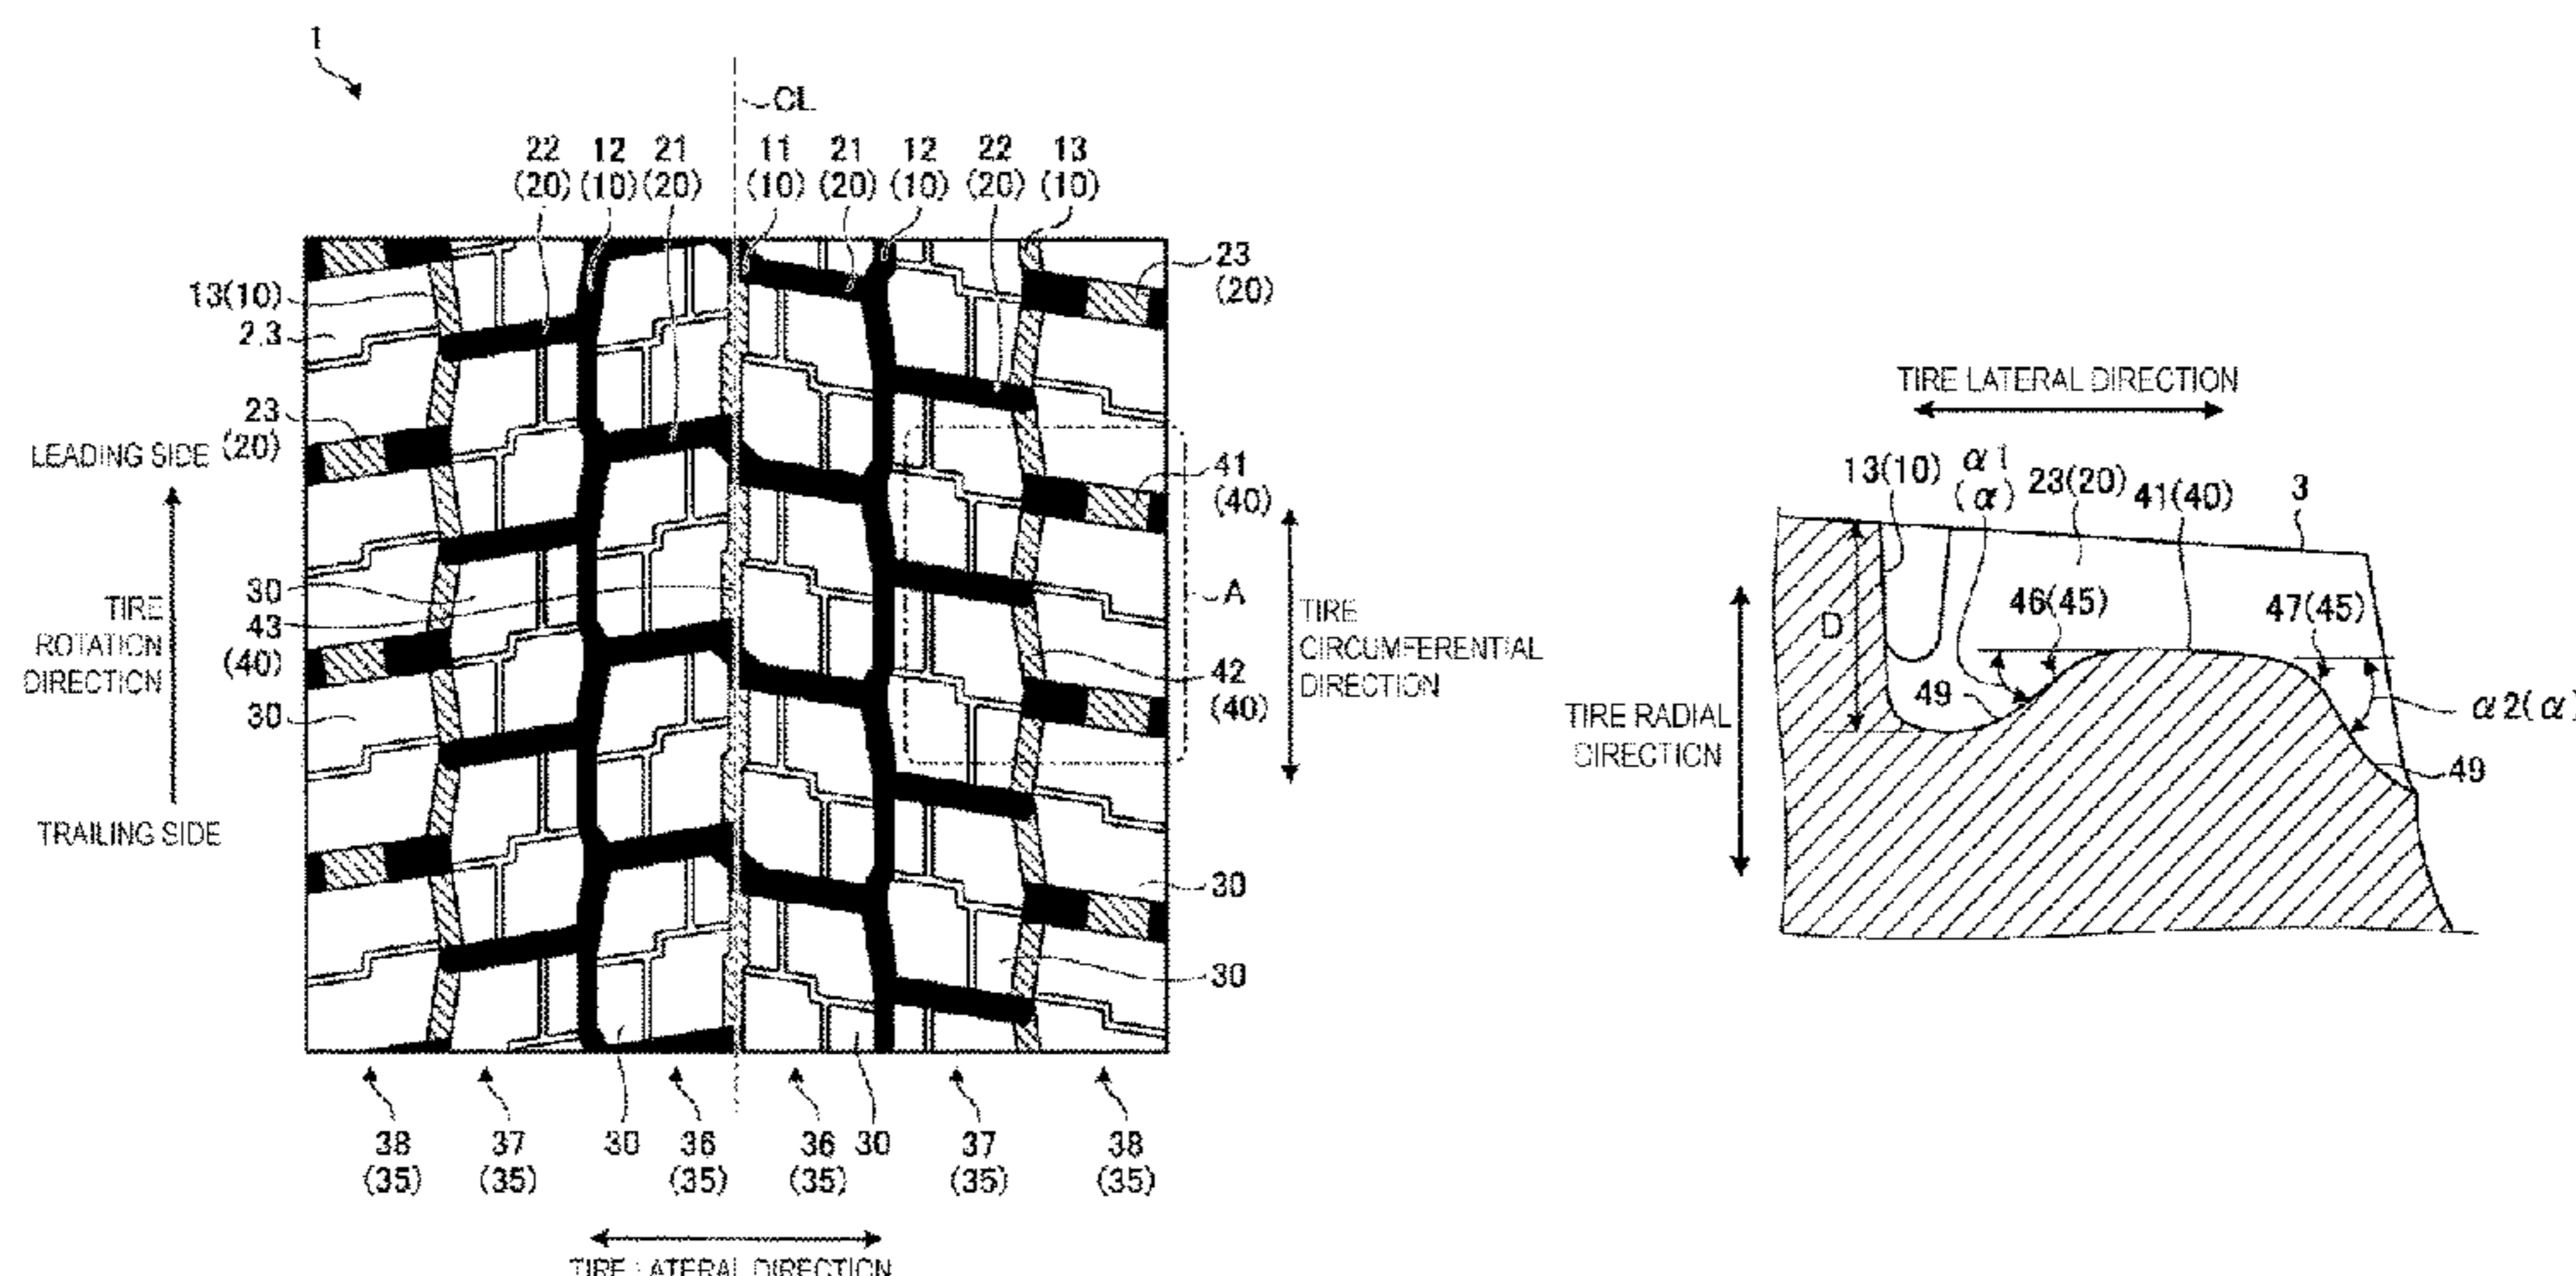 1
CL
22 12 21 11 21 12 22 13
(20) (10) (20) (10) (20) (10) (20) (10)
23
(20)
13(10)
2,3
23
(20)
LEADING SIDE
TIRE
ROTATION
DIRECTION
TRAILING SIDE
30
43
(40)
30
41
(40)
A
TIRE
CIRCUMFERENTIAL
DIRECTION
42
(40)
30
30
38 37 30 36 36 30 37 38
(35) (35) (35) (35) (35) (35)
TIRE LATERAL DIRECTION
TIRE LATERAL DIRECTION
13(10)
α1
(α)
23(20)
41(40)
3
D
46(45)
47(45)
49
α2(α)
49
TIRE RADIAL
DIRECTION